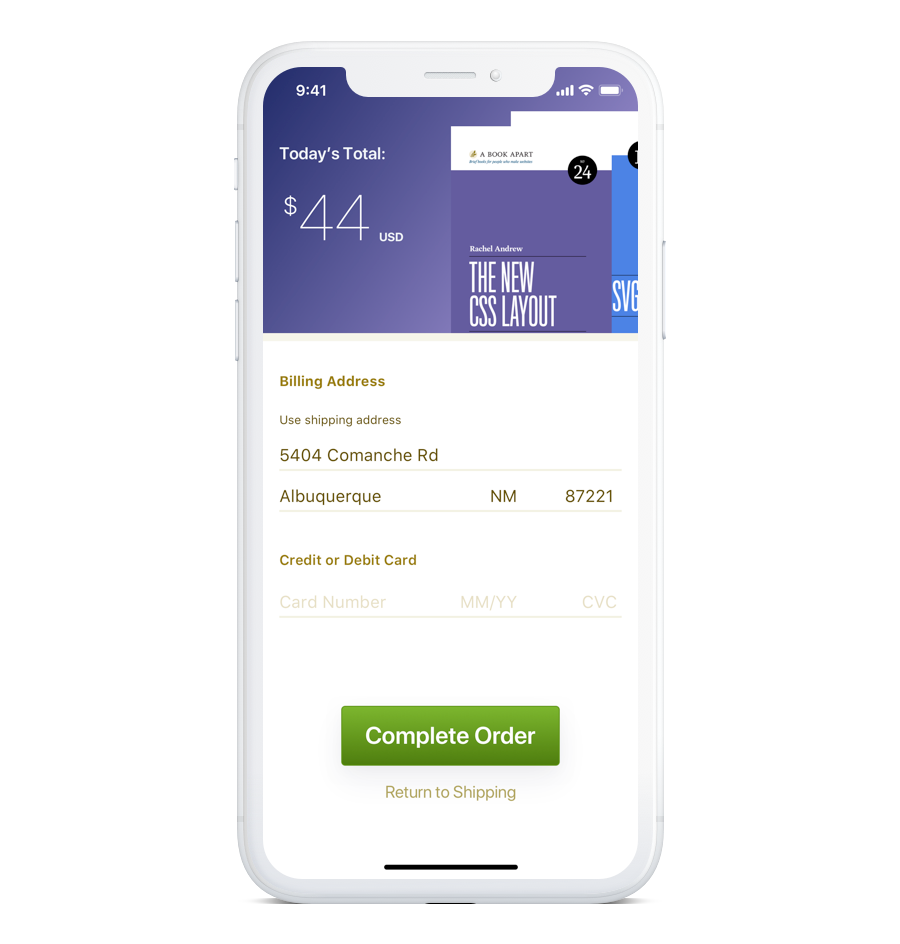 9:41
Today’s Total:
$44 USD
A BOOK APART
Brief books for people who make websites
24
Rachel Andrew
THE NEW
CSS LAYOUT
SVG
Billing Address
Use shipping address
5404 Comanche Rd
Albuquerque NM 87221
Credit or Debit Card
Card Number MM/YY CVC
Complete Order
Return to Shipping